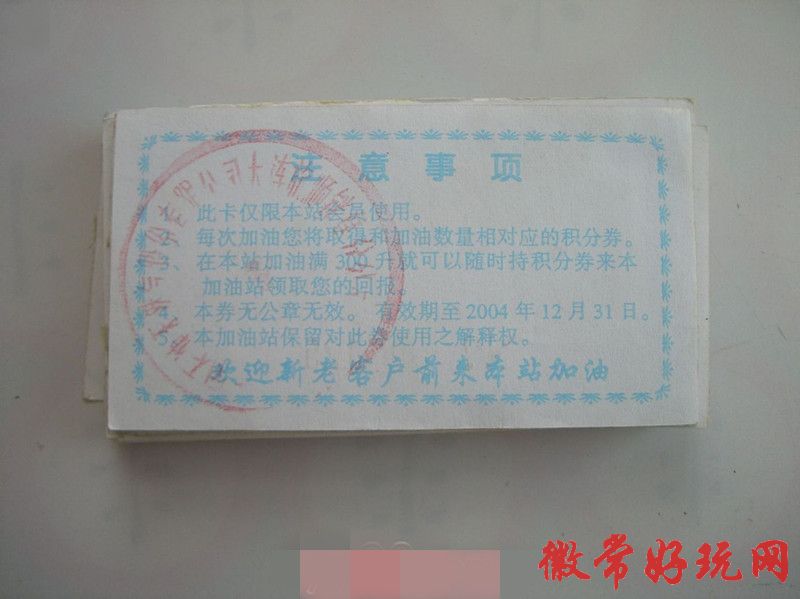 注意事项
1、此卡仅限本站会员使用。
2、每次加油您将取得和加油数量相对应的积分券。
3、在本站加油满300升就可以随时持积分券来本
加油站领取您的回报。
4、本券无公章无效。有效期至2004年12月31日。
5、本加油站保留对此券使用之解释权。
欢迎新老客户前来本站加油
徽常好玩网